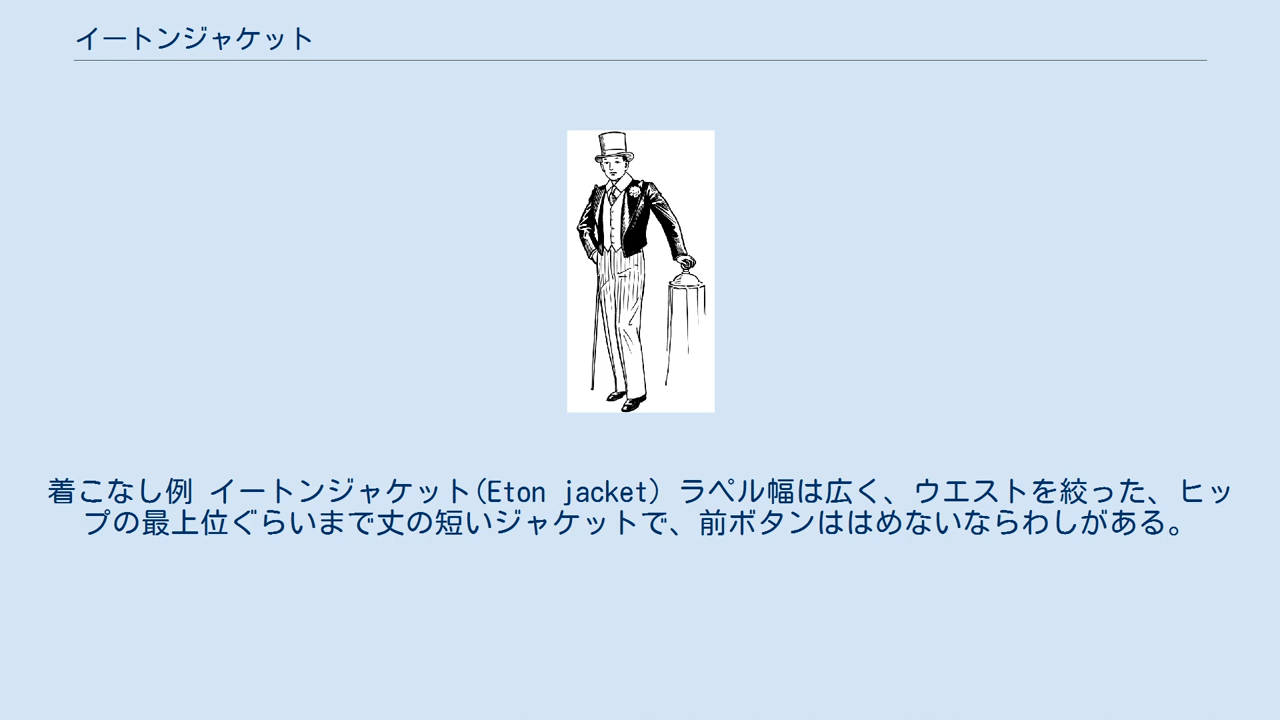 イートンジャケット
着こなし例 イートンジャケット(Eton jacket) ラペル幅は広く、ウエストを絞った、ヒッ
プの最上位ぐらいまで丈の短いジャケットで、前ボタンははめないならわしがある。